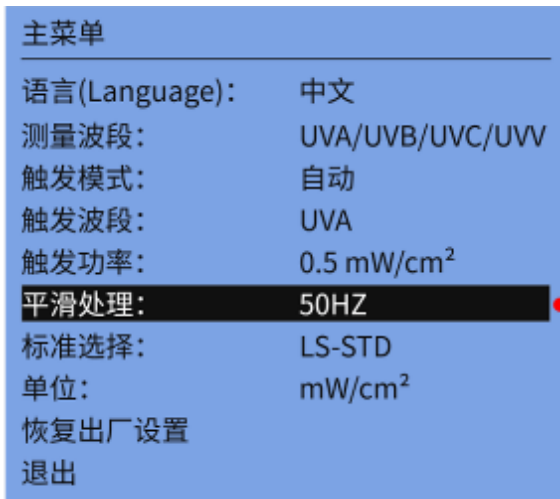 主菜单
语言(Language): 中文
测量波段: UVA/UVB/UVC/UVV
触发模式: 自动
触发波段: UVA
触发功率: 0.5 mW/cm²
平滑处理: 50HZ
标准选择: LS-STD
单位: mW/cm²
恢复出厂设置
退出